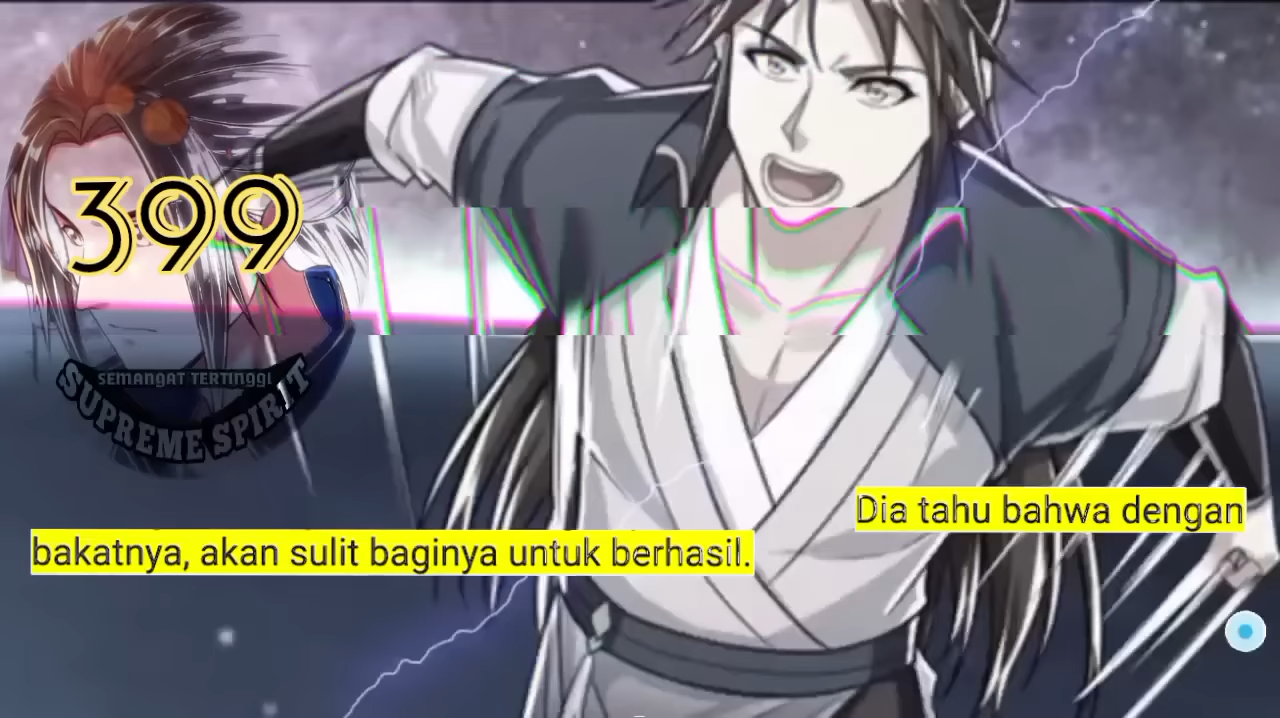 399
SEMANGAT TERTINGGI
SUPREME SPIRIT
Dia tahu bahwa dengan
bakatnya, akan sulit baginya untuk berhasil.